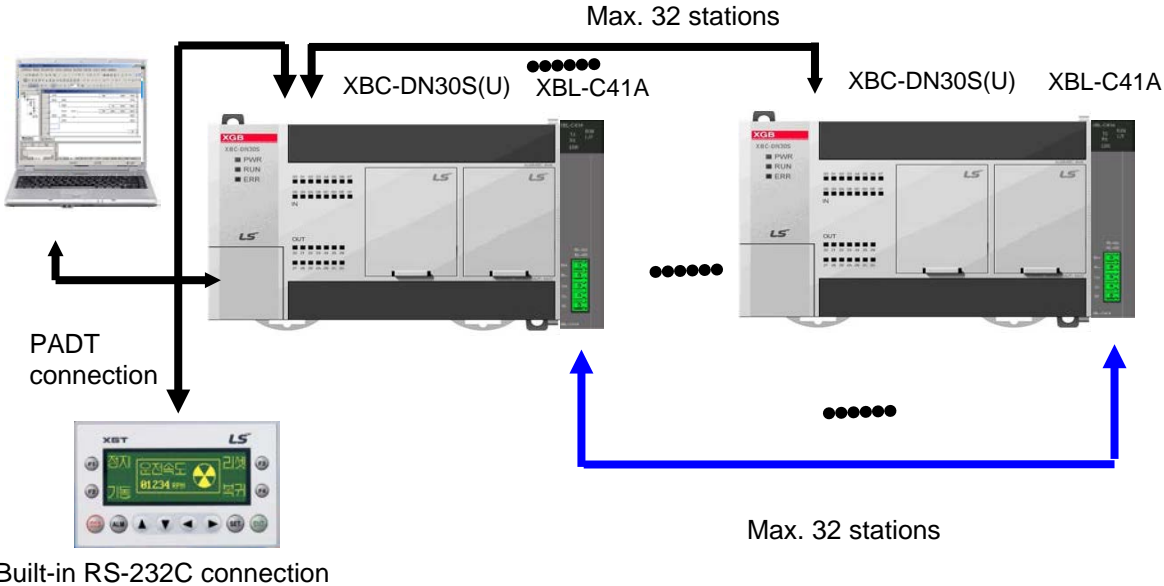 Max. 32 stations
XBC-DN30S(U)
XBL-C41A
XBC-DN30S(U)
XBL-C41A
XGB
XBC-DN30S
PWR
RUN
ERR
IN
OUT
LS
LS
LS
XGB
XBC-DN30S
PWR
RUN
ERR
IN
OUT
LS
LS
LS
PADT
connection
XGT
LS
정지
운전속도
리셋
01234 RPM
기동
복귀
ALM
SET
Max. 32 stations
Built-in RS-232C connection